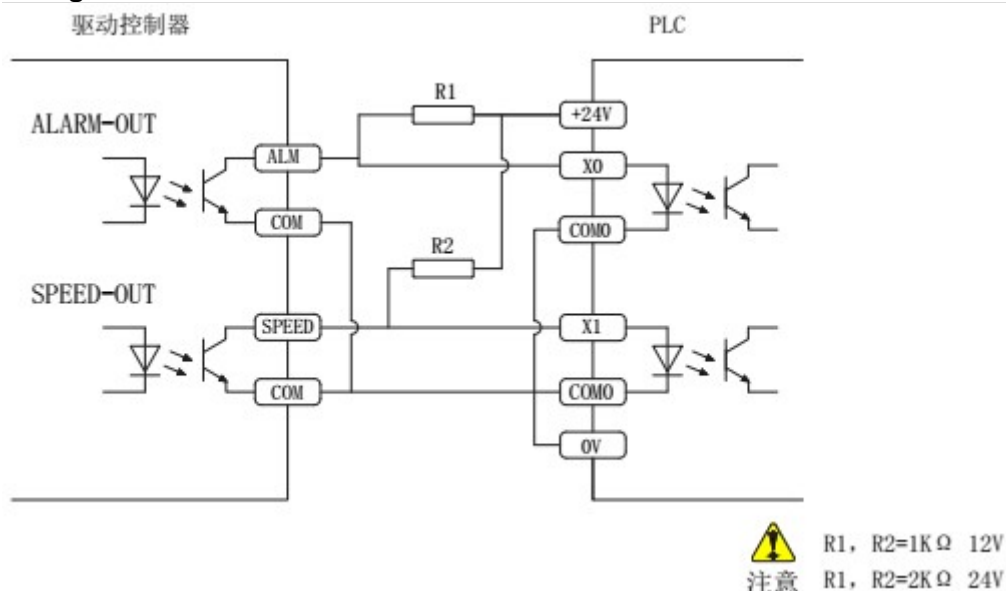 驱动控制器
PLC
R1
+24V
ALARM-OUT
ALM
X0
COM
COM0
R2
SPEED-OUT
SPEED
X1
COM
COM0
0V
R1, R2=1KΩ 12V
注意 R1, R2=2KΩ 24V